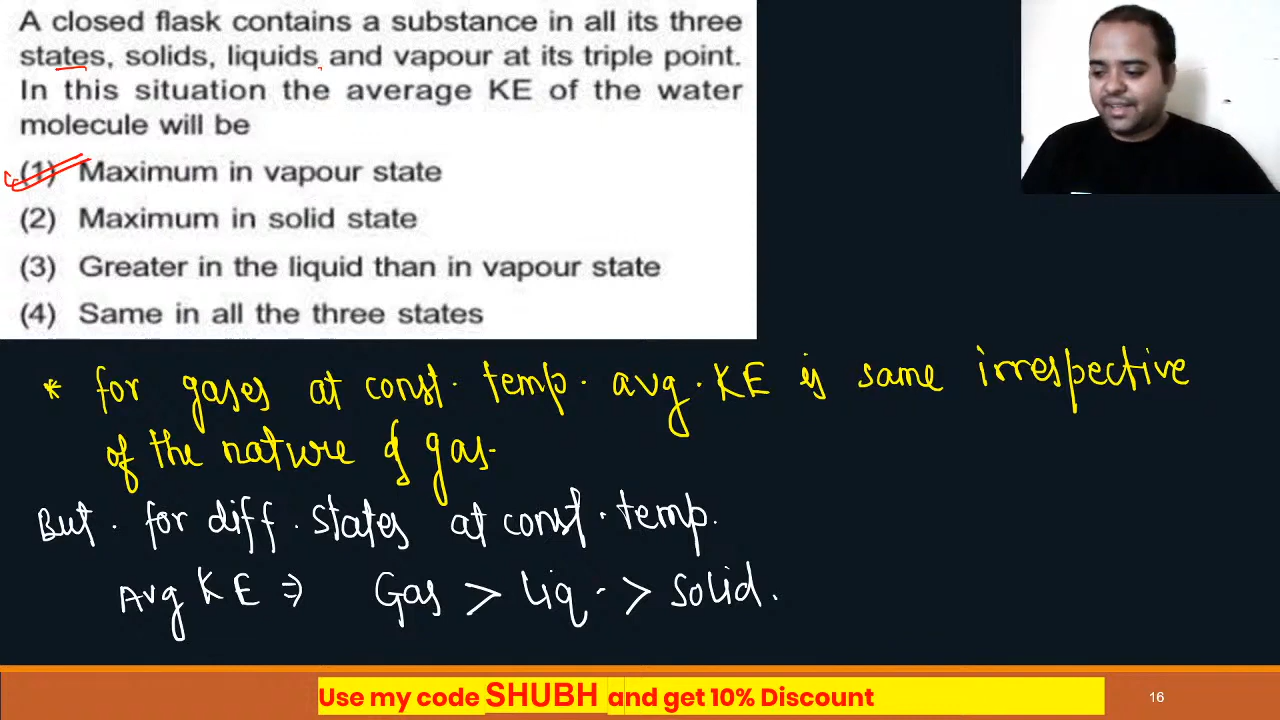 A closed flask contains a substance in all its three
states, solids, liquids and vapour at its triple point.
In this situation the average KE of the water
molecule will be
(1) Maximum in vapour state
(2) Maximum in solid state
(3) Greater in the liquid than in vapour state
(4) Same in all the three states
* for gases at const. temp. avg. KE is same irrespective
of the nature of gas.
But. for diff. states at const. temp.
Avg KE ⇒ Gas > Liq. > Solid.
Use my code SHUBH and get 10% Discount
16